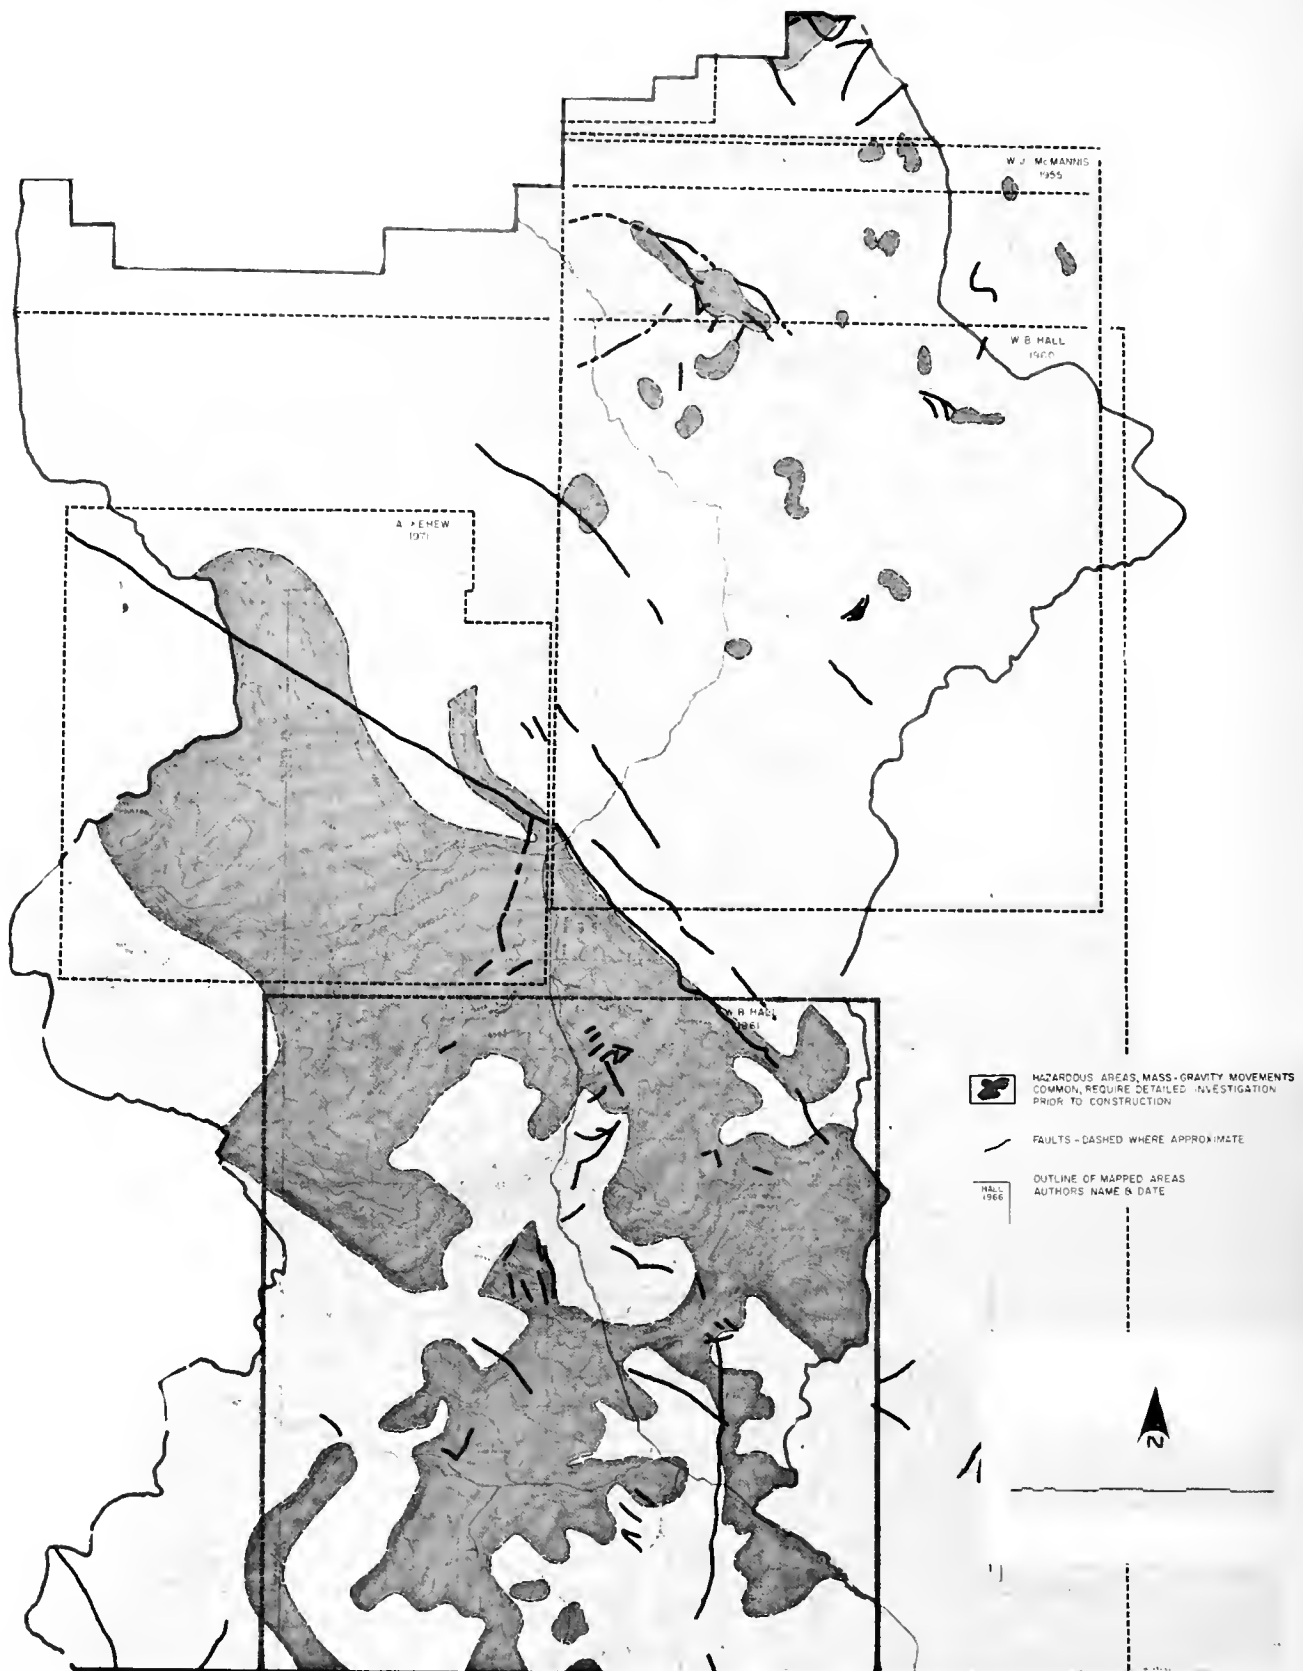 W. J. McMANNIS
1955
W. B. HALL
1960
A. KEHEW
1971
W. B. HALL
1961
HAZARDOUS AREAS, MASS-GRAVITY MOVEMENTS
COMMON, REQUIRE DETAILED INVESTIGATION
PRIOR TO CONSTRUCTION
FAULTS - DASHED WHERE APPROXIMATE
HALL
1966
OUTLINE OF MAPPED AREAS
AUTHORS NAME & DATE
N